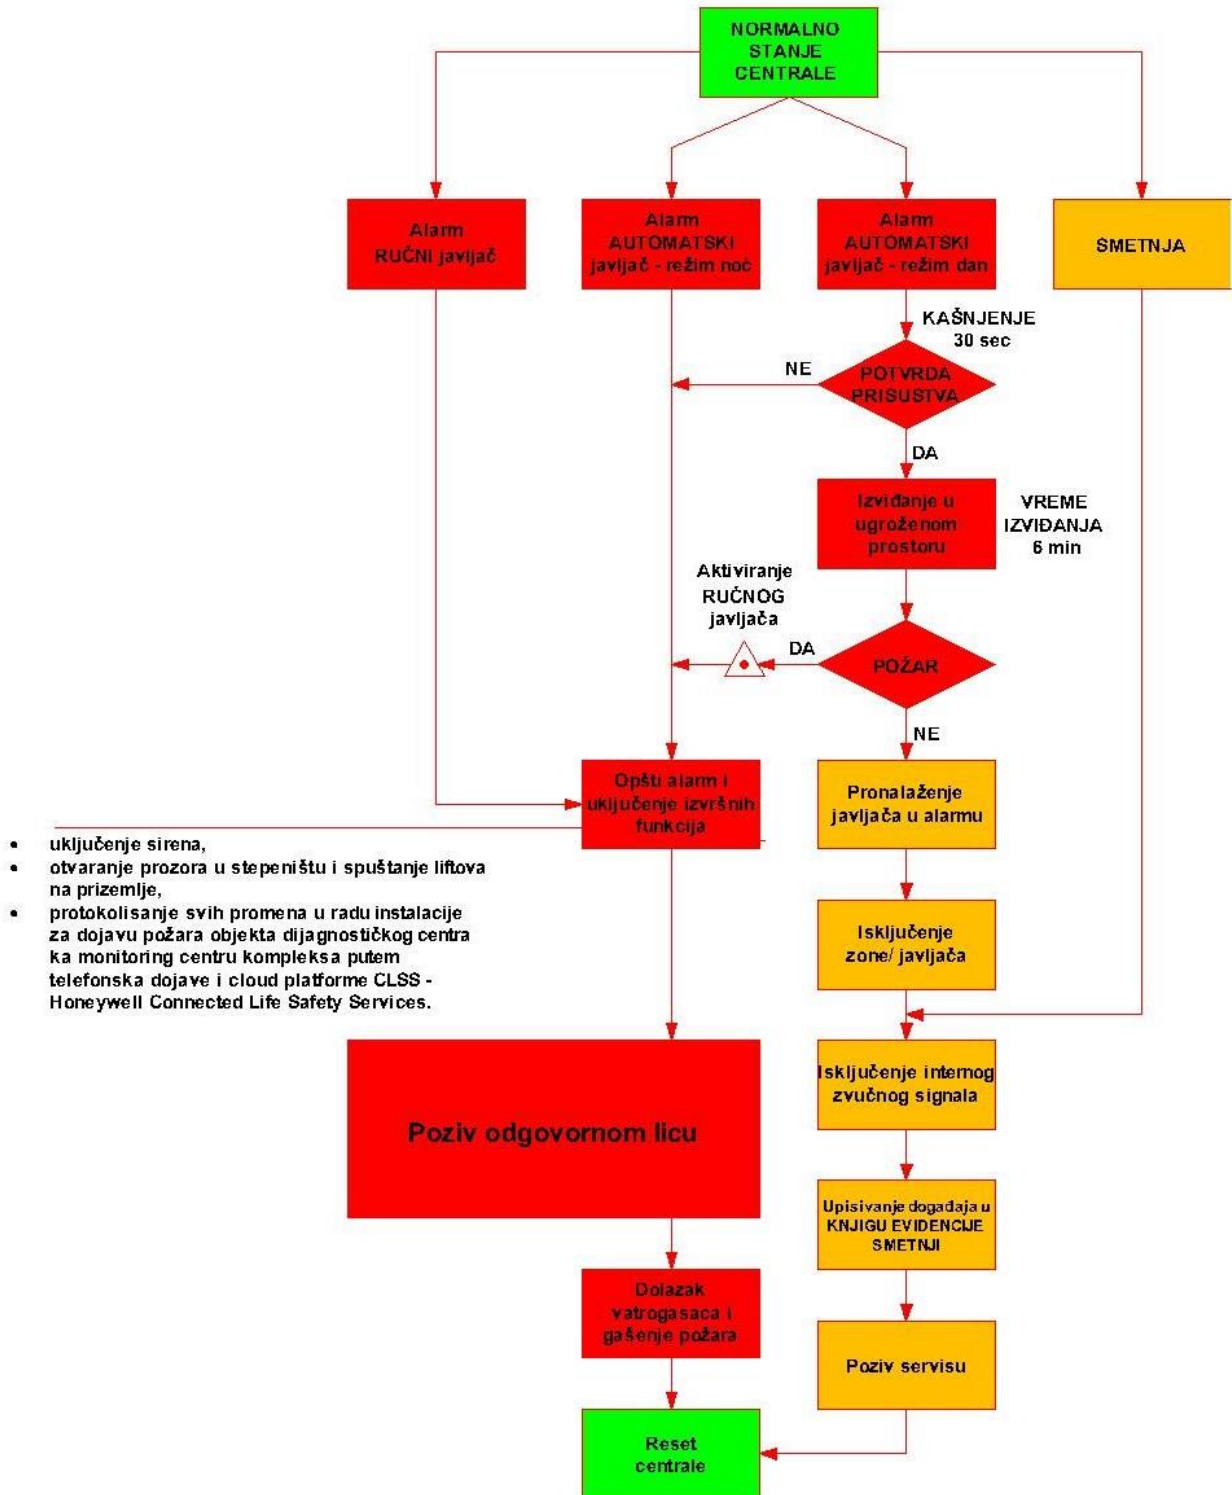 NORMALNO
STANJE
CENTRALE
Alarm
RUČNI javljač
Alarm
AUTOMATSKI
javljač - režim noć
Alarm
AUTOMATSKI
javljač - režim dan
SMETNJA
KAŠNJENJE
30 sec
NE
POTVRDA
PRISUSTVA
DA
Izviđanje u
ugroženom
prostoru
VREME
IZVIĐANJA
6 min
Aktiviranje
RUČNOG
javljača
DA
POŽAR
NE
Opšti alarm i
uključenje izvršnih
funkcija
Pronalaženje
javljača u alarmu
• uključenje sirena,
• otvaranje prozora u stepeništu i spuštanje liftova
na prizemlje,
• protokolisanje svih promena u radu instalacije
za dojavu požara objekta dijagnostičkog centra
ka monitoring centru kompleksa putem
telefonska dojave i cloud platforme CLSS -
Honeywell Connected Life Safety Services.
Isključenje
zone/ javljača
Isključenje internog
zvučnog signala
Poziv odgovornom licu
Upisivanje događaja u
KNJIGU EVIDENCIJE
SMETNJI
Dolazak
vatrogasaca i
gašenje požara
Poziv servisu
Reset
centrale